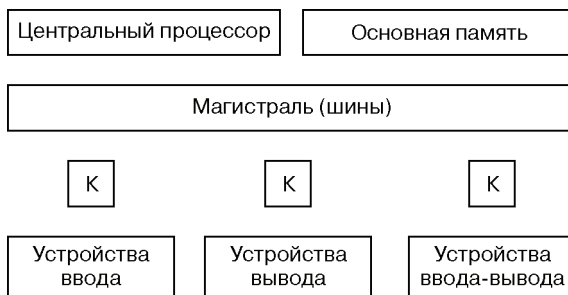 Центральный процессор
Основная память
Магистраль (шины)
К
К
К
Устройства
ввода
Устройства
вывода
Устройства
ввода-вывода